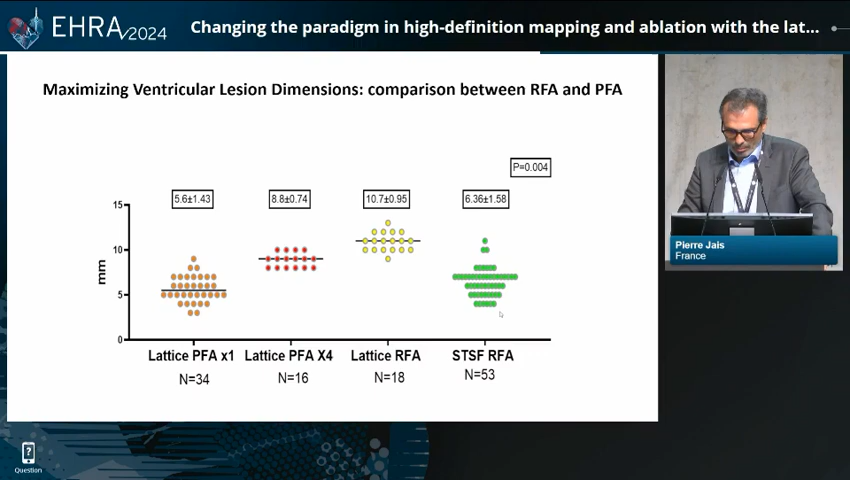 EHRA/2024
Changing the paradigm in high-definition mapping and ablation with the lat...
Maximizing Ventricular Lesion Dimensions: comparison between RFA and PFA
P=0.004
5.6±1.43
8.8±0.74
10.7±0.95
6.36±1.58
15
10
5
0
mm
Lattice PFA x1
Lattice PFA X4
Lattice RFA
STSF RFA
N=34
N=16
N=18
N=53
Pierre Jais
France
?
Question